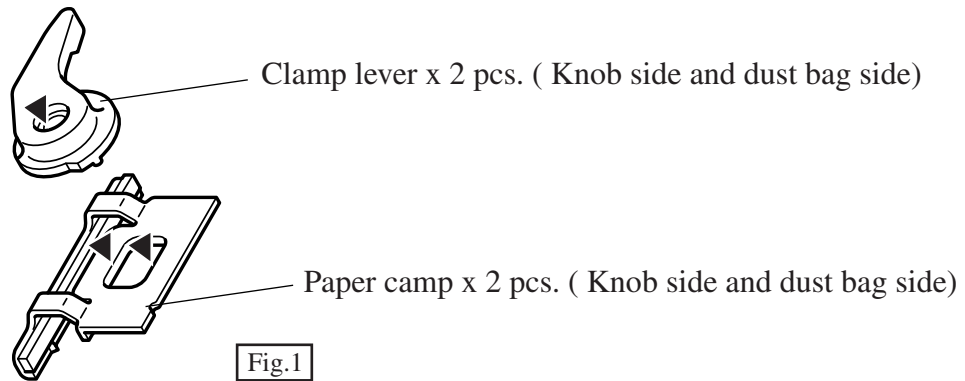 Clamp lever x 2 pcs. ( Knob side and dust bag side)
Paper camp x 2 pcs. ( Knob side and dust bag side)
Fig.1